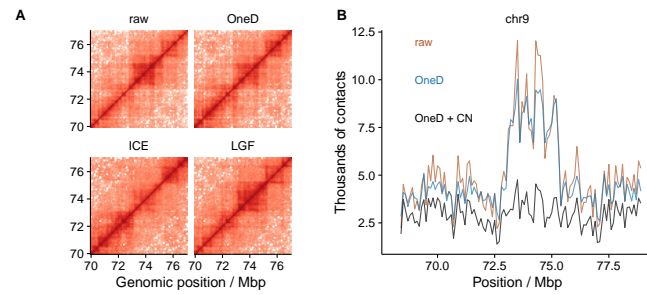 A
raw
OneD
76
74
72
70
ICE
LGF
76
74
72
70
70 72 74 76 70 72 74 76
Genomic position / Mbp
B
chr9
Thousands of contacts
12.5
10.0
7.5
5.0
2.5
raw
OneD
OneD + CN
70.0 72.5 75.0 77.5
Position / Mbp